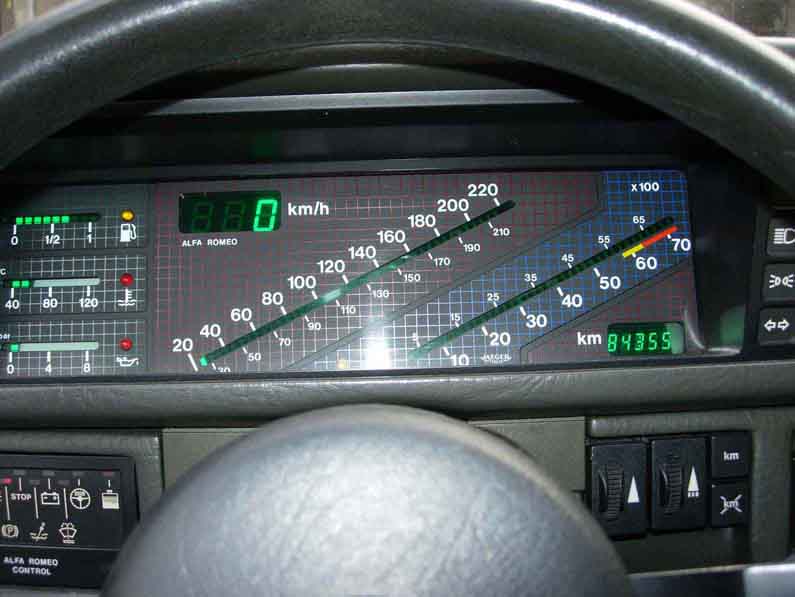 0 1/2 1
°C
40 80 120
bar
0 4 8
0 km/h
ALFA ROMEO
20 40 60 80 100 120 140 160 180 200 220
30 50 70 90 110 130 150 170 190 210
x100
5 15 25 35 45 55 65
10 20 30 40 50 60 70
JAEGER
km 84355
STOP
P
ALFA ROMEO
CONTROL
km